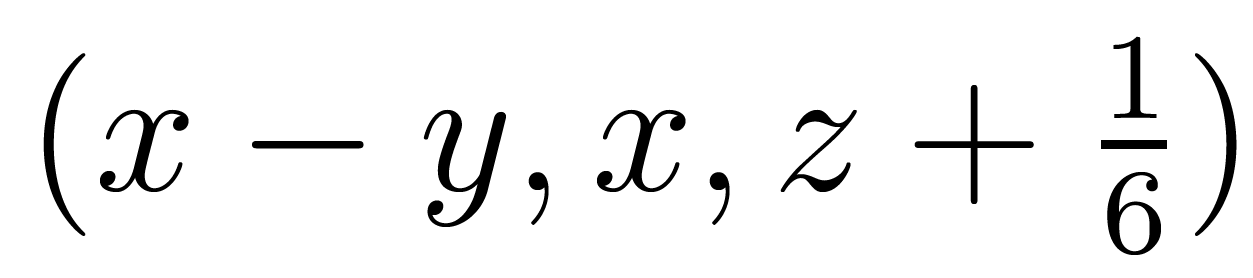 (x − y, x, z + 1/6)